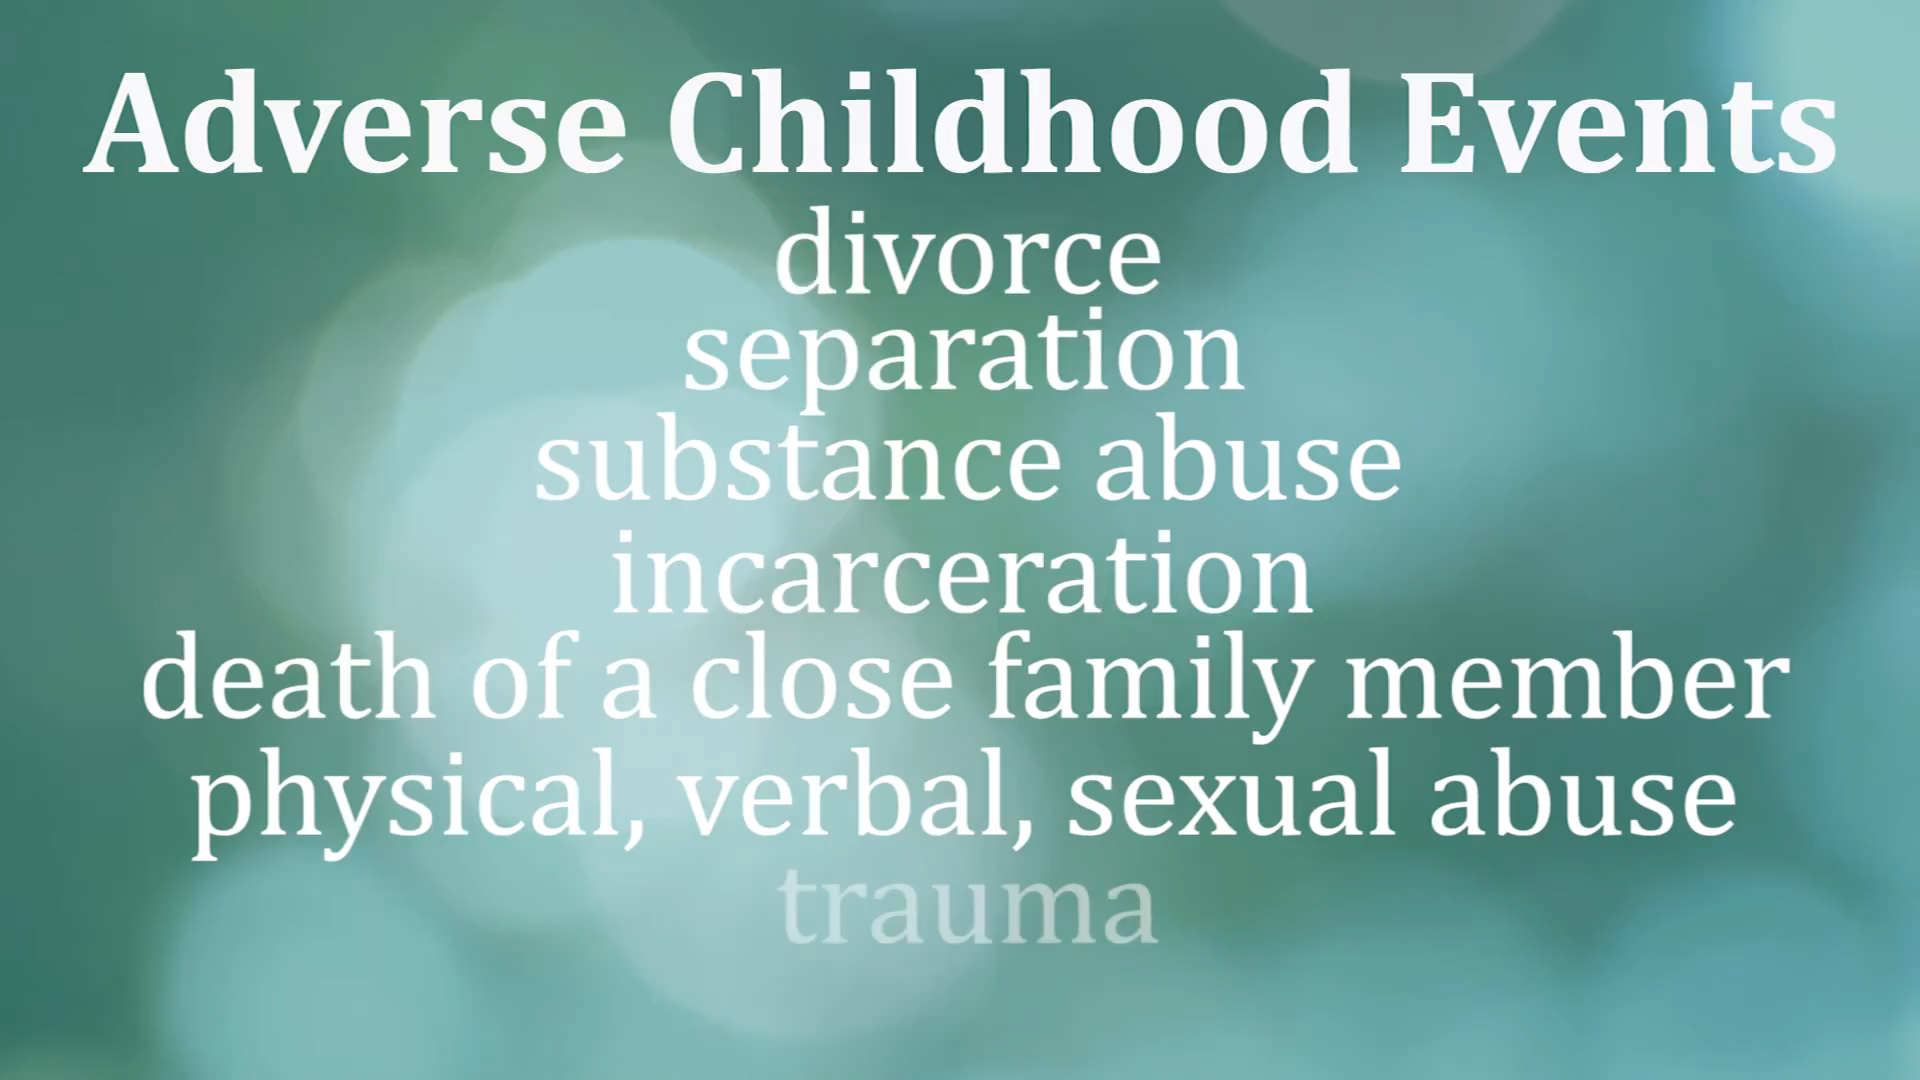 Adverse Childhood Events
divorce
separation
substance abuse
incarceration
death of a close family member
physical, verbal, sexual abuse
trauma